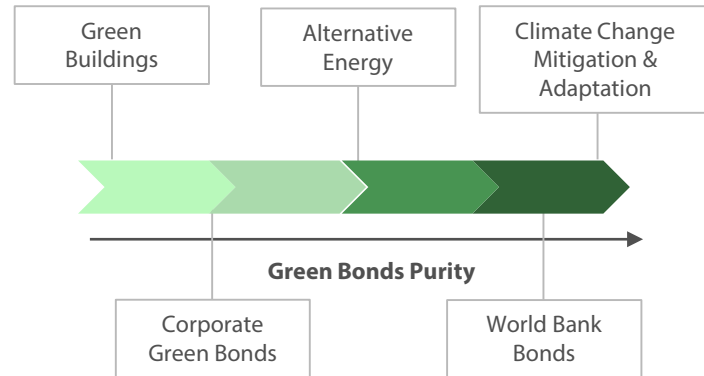 Green
Buildings
Alternative
Energy
Climate Change
Mitigation &
Adaptation
Green Bonds Purity
Corporate
Green Bonds
World Bank
Bonds